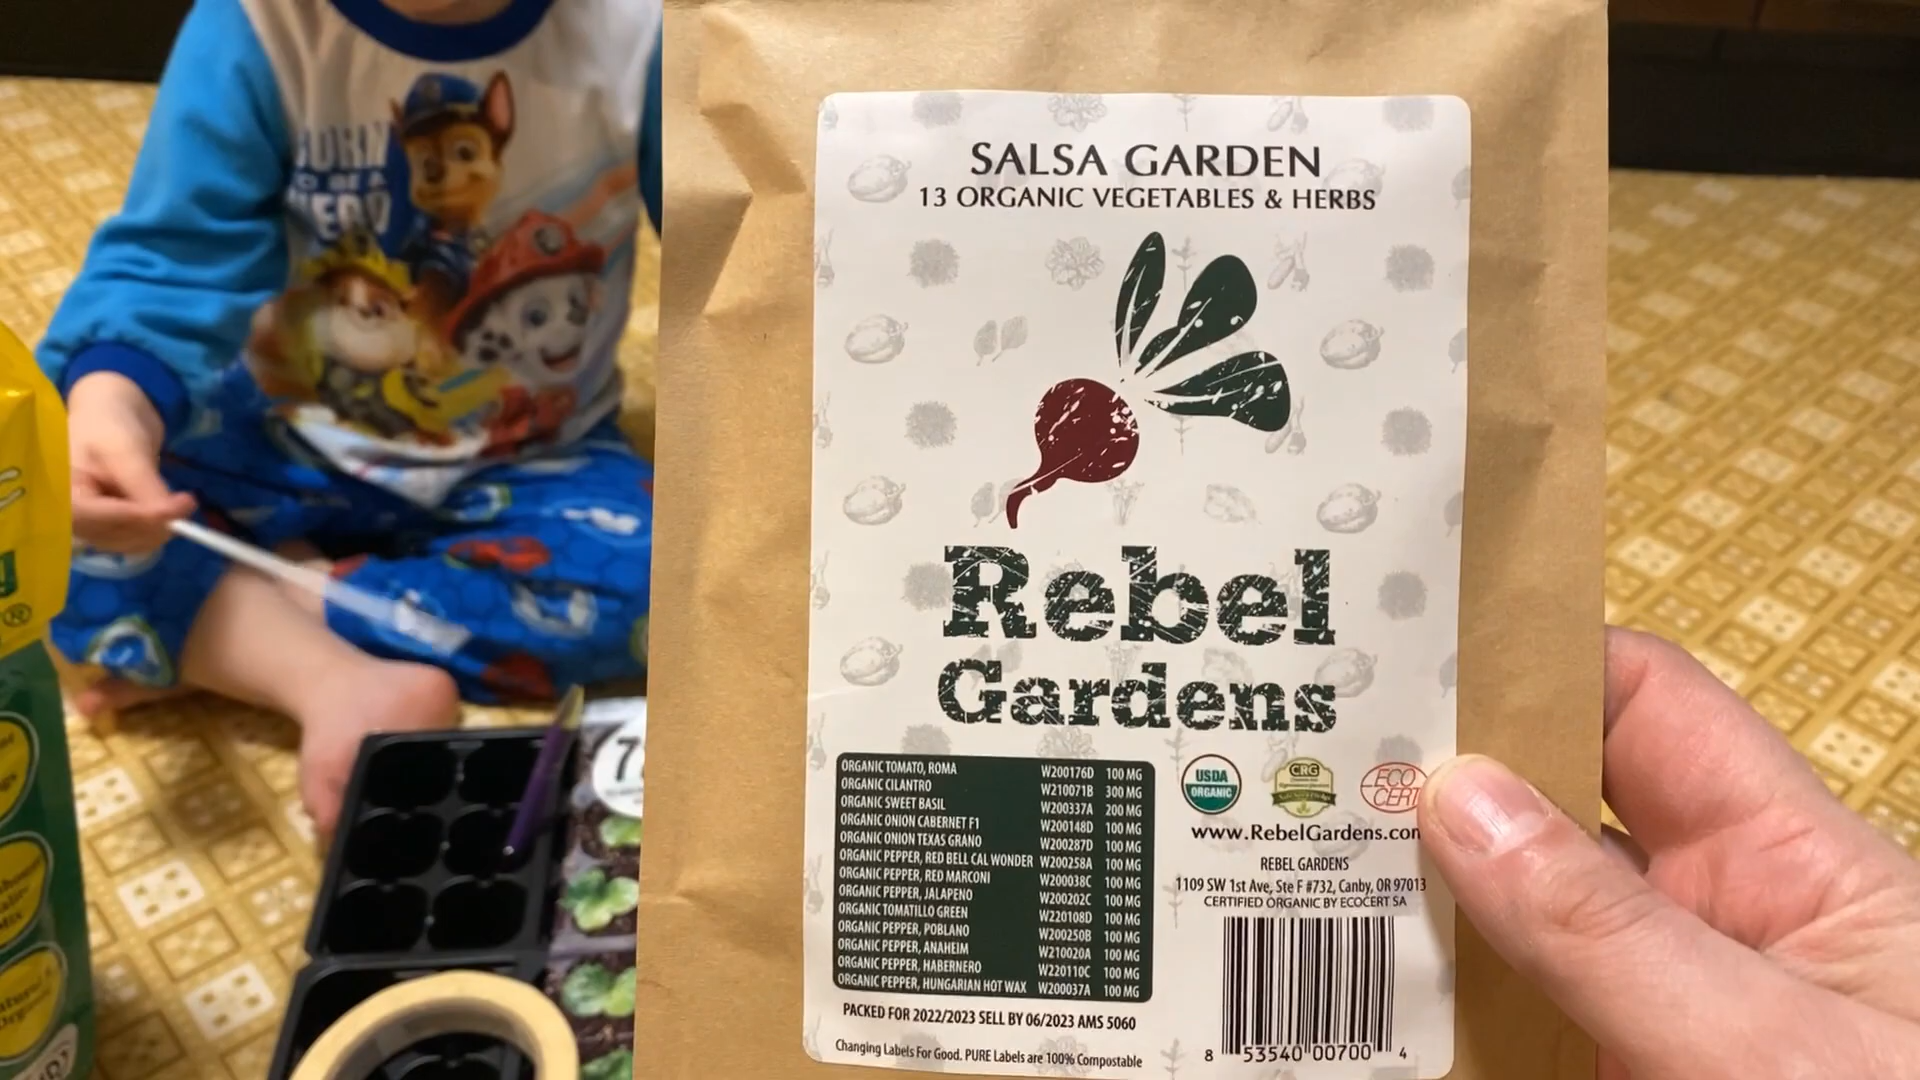 SALSA GARDEN
13 ORGANIC VEGETABLES & HERBS
Rebel
Gardens
ORGANIC TOMATO, ROMA W200176D 100 MG
ORGANIC CILANTRO W210071B 300 MG
ORGANIC SWEET BASIL W200337A 200 MG
ORGANIC ONION CABERNET F1 W200148D 100 MG
ORGANIC ONION TEXAS GRANO W200287D 100 MG
ORGANIC PEPPER, RED BELL CAL WONDER W200258A 100 MG
ORGANIC PEPPER, RED MARCONI W200038C 100 MG
ORGANIC PEPPER, JALAPENO W200202C 100 MG
ORGANIC TOMATILLO GREEN W220108D 100 MG
ORGANIC PEPPER, POBLANO W200250B 100 MG
ORGANIC PEPPER, ANAHEIM W210020A 100 MG
ORGANIC PEPPER, HABERNERO W220110C 100 MG
ORGANIC PEPPER, HUNGARIAN HOT WAX W200037A 100 MG
PACKED FOR 2022/2023 SELL BY 06/2023 AMS 5060
Changing Labels For Good. PURE Labels are 100% Compostable
USDA
ORGANIC
CRG
ECO
CERT
www.RebelGardens.com
REBEL GARDENS
1109 SW 1st Ave, Ste F #732, Canby, OR 97013
CERTIFIED ORGANIC BY ECOCERT SA
8 53540 00700 4
BORN
TO BE A
HERO